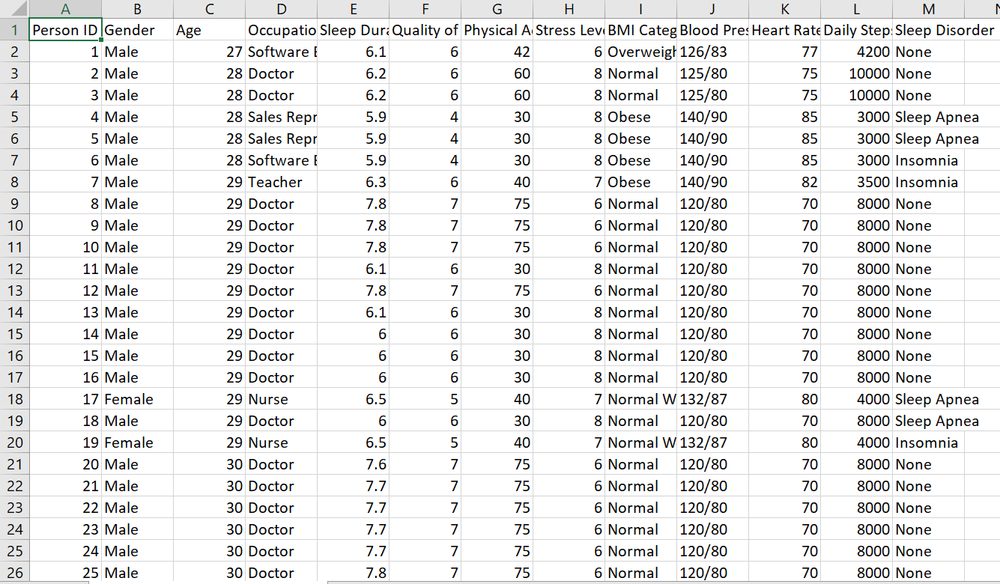 A B C D E F G H I J K L M
1 Person ID Gender Age Occupatio Sleep Dura Quality of Physical A Stress Lev BMI Categ Blood Pres Heart Rate Daily Step Sleep Disorder
2 1 Male 27 Software E 6.1 6 42 6 Overweigh 126/83 77 4200 None
3 2 Male 28 Doctor 6.2 6 60 8 Normal 125/80 75 10000 None
4 3 Male 28 Doctor 6.2 6 60 8 Normal 125/80 75 10000 None
5 4 Male 28 Sales Repr 5.9 4 30 8 Obese 140/90 85 3000 Sleep Apnea
6 5 Male 28 Sales Repr 5.9 4 30 8 Obese 140/90 85 3000 Sleep Apnea
7 6 Male 28 Software E 5.9 4 30 8 Obese 140/90 85 3000 Insomnia
8 7 Male 29 Teacher 6.3 6 40 7 Obese 140/90 82 3500 Insomnia
9 8 Male 29 Doctor 7.8 7 75 6 Normal 120/80 70 8000 None
10 9 Male 29 Doctor 7.8 7 75 6 Normal 120/80 70 8000 None
11 10 Male 29 Doctor 7.8 7 75 6 Normal 120/80 70 8000 None
12 11 Male 29 Doctor 6.1 6 30 8 Normal 120/80 70 8000 None
13 12 Male 29 Doctor 7.8 7 75 6 Normal 120/80 70 8000 None
14 13 Male 29 Doctor 6.1 6 30 8 Normal 120/80 70 8000 None
15 14 Male 29 Doctor 6 6 30 8 Normal 120/80 70 8000 None
16 15 Male 29 Doctor 6 6 30 8 Normal 120/80 70 8000 None
17 16 Male 29 Doctor 6 6 30 8 Normal 120/80 70 8000 None
18 17 Female 29 Nurse 6.5 5 40 7 Normal W 132/87 80 4000 Sleep Apnea
19 18 Male 29 Doctor 6 6 30 8 Normal 120/80 70 8000 Sleep Apnea
20 19 Female 29 Nurse 6.5 5 40 7 Normal W 132/87 80 4000 Insomnia
21 20 Male 30 Doctor 7.6 7 75 6 Normal 120/80 70 8000 None
22 21 Male 30 Doctor 7.7 7 75 6 Normal 120/80 70 8000 None
23 22 Male 30 Doctor 7.7 7 75 6 Normal 120/80 70 8000 None
24 23 Male 30 Doctor 7.7 7 75 6 Normal 120/80 70 8000 None
25 24 Male 30 Doctor 7.7 7 75 6 Normal 120/80 70 8000 None
26 25 Male 30 Doctor 7.8 7 75 6 Normal 120/80 70 8000 None